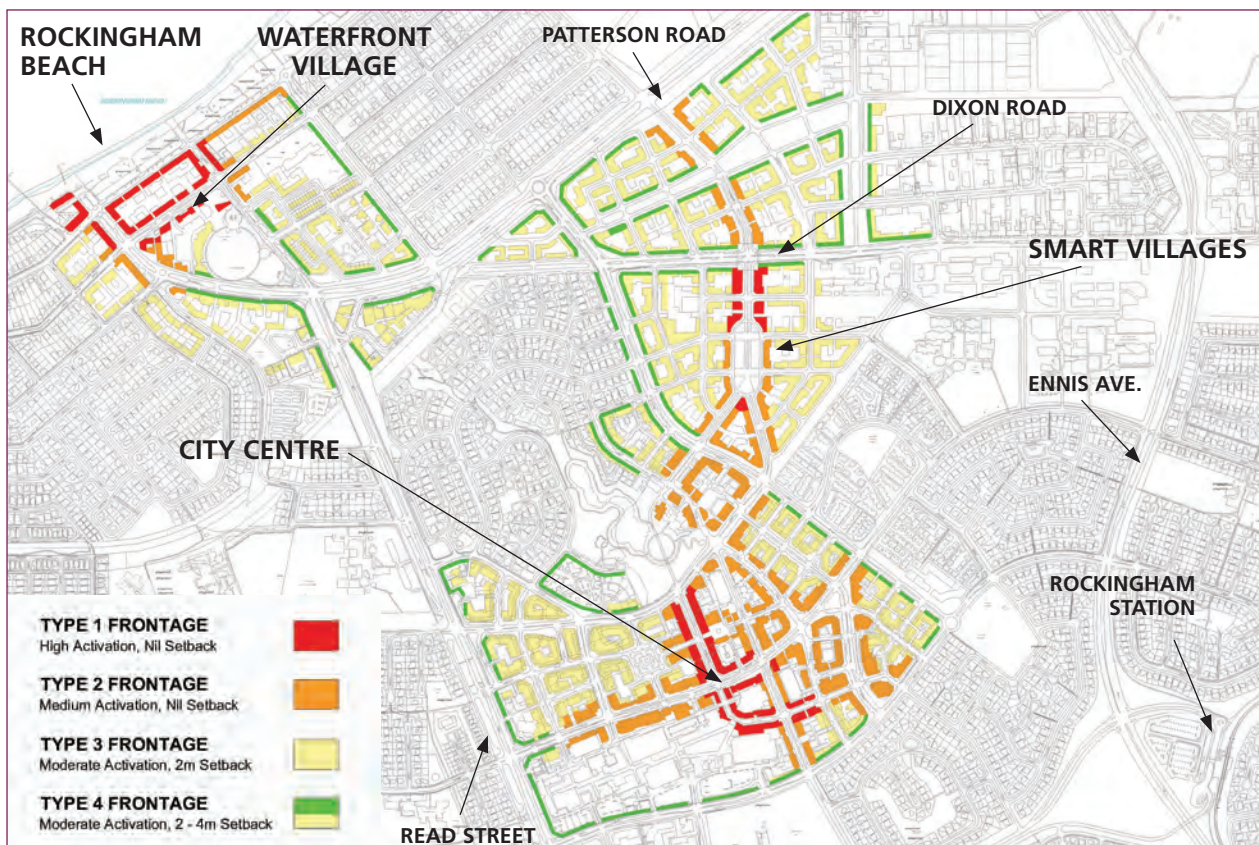 ROCKINGHAM
BEACH
WATERFRONT
VILLAGE
PATTERSON ROAD
DIXON ROAD
SMART VILLAGES
ENNIS AVE.
CITY CENTRE
ROCKINGHAM
STATION
TYPE 1 FRONTAGE
High Activation, Nil Setback
TYPE 2 FRONTAGE
Medium Activation, Nil Setback
TYPE 3 FRONTAGE
Moderate Activation, 2m Setback
TYPE 4 FRONTAGE
Moderate Activation, 2 - 4m Setback
READ STREET